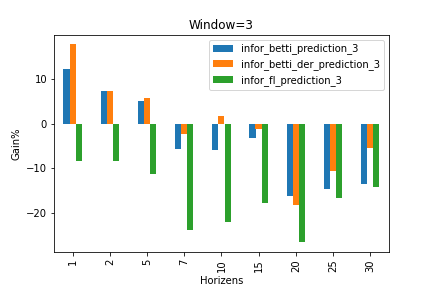 Window=3
infor_betti_prediction_3
infor_betti_der_prediction_3
infor_fl_prediction_3
Gain%
10
0
−10
−20
1
2
5
7
10
15
20
25
30
Horizens